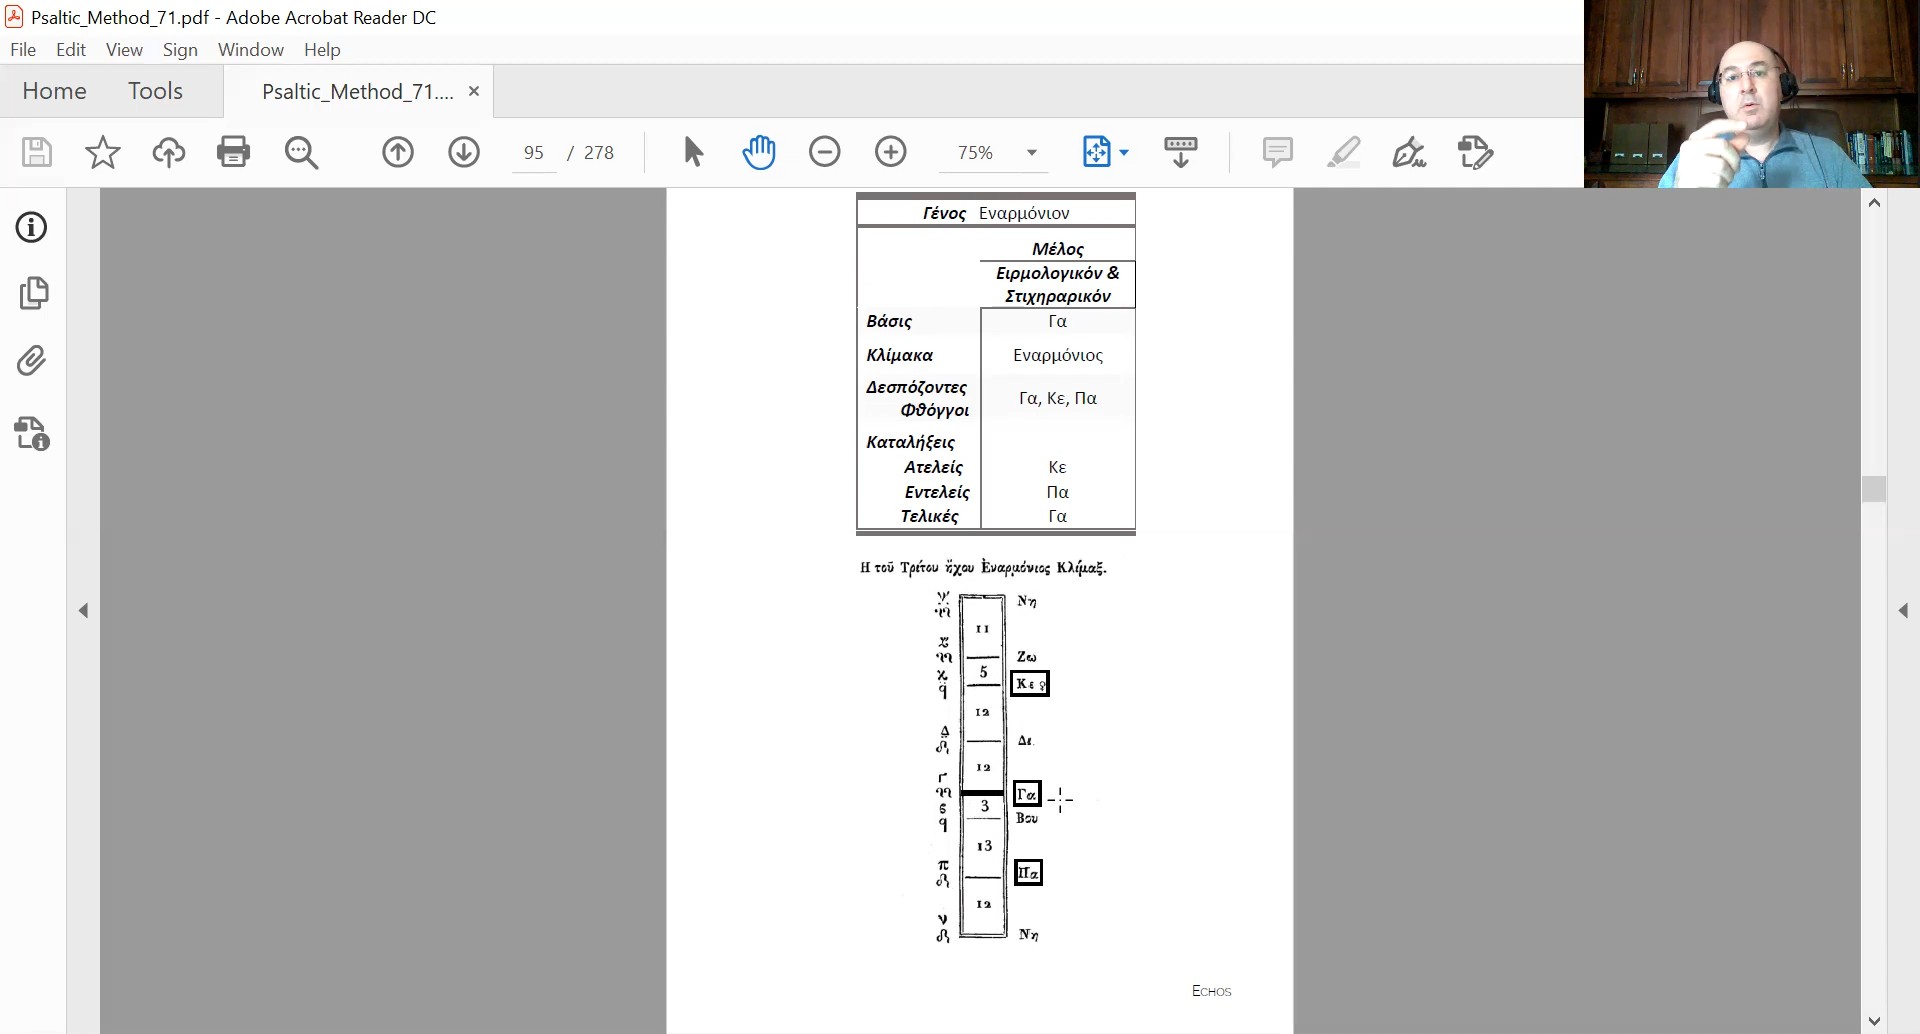 Psaltic_Method_71.pdf - Adobe Acrobat Reader DC
File Edit View Sign Window Help
Home Tools Psaltic_Method_71.... ×
95 / 278 75%
Γένος Εναρμόνιον
Μέλος
Ειρμολογικόν &
Στιχηραρικόν
Βάσις Γα
Κλίμακα Εναρμόνιος
Δεσπόζοντες
Φθόγγοι Γα, Κε, Πα
Καταλήξεις
Ατελείς Κε
Εντελείς Πα
Τελικές Γα
Η τοῦ Τρίτου ἤχου Ἐναρμόνιος Κλίμαξ.
Νη
11
Ζω
5
Κε
12
Δι.
12
Γα
3
Βου
13
Πα
12
Νη
Echos